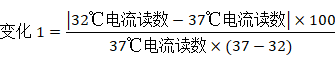 变化 1 = |32℃电流读数 − 37℃电流读数| × 100
37℃电流读数 × (37 − 32)